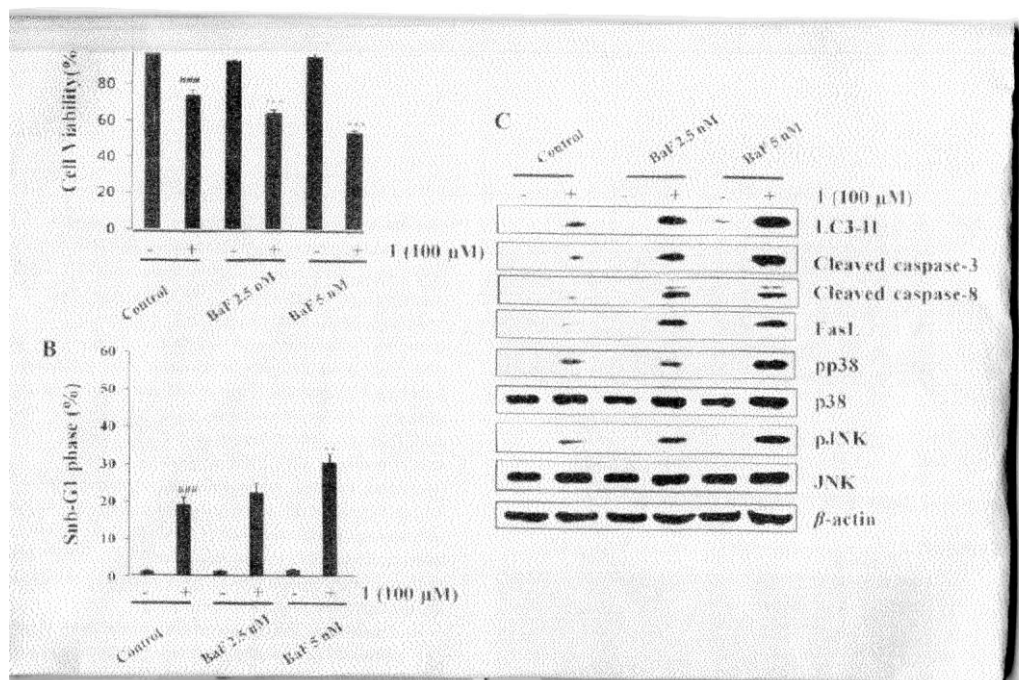 Cell Viability(%
80
60
40
20
0
###
***
***
- + - + - +
1 (100 µM)
Control
BaF 2.5 nM
BaF 5 nM
B
Sub-G1 phase (%)
60
50
40
30
20
10
0
###
**
- + - + - +
1 (100 µM)
Control
BaF 2.5 nM
BaF 5 nM
C
Control
BaF 2.5 nM
BaF 5 nM
- + - + - +
1 (100 µM)
LC3-II
Cleaved caspase-3
Cleaved caspase-8
FasL
pp38
p38
pJNK
JNK
β-actin